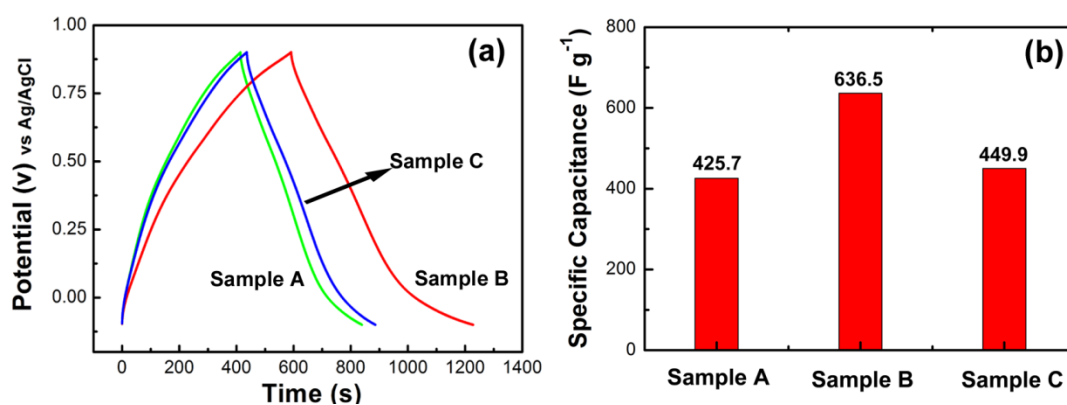 (a)
Potential (v) vs Ag/AgCl
1.00
0.75
0.50
0.25
0.00
Sample C
Sample A
Sample B
0 200 400 600 800 1000 1200 1400
Time (s)
(b)
Specific Capacitance (F g⁻¹)
800
600
400
200
0
425.7
636.5
449.9
Sample A Sample B Sample C